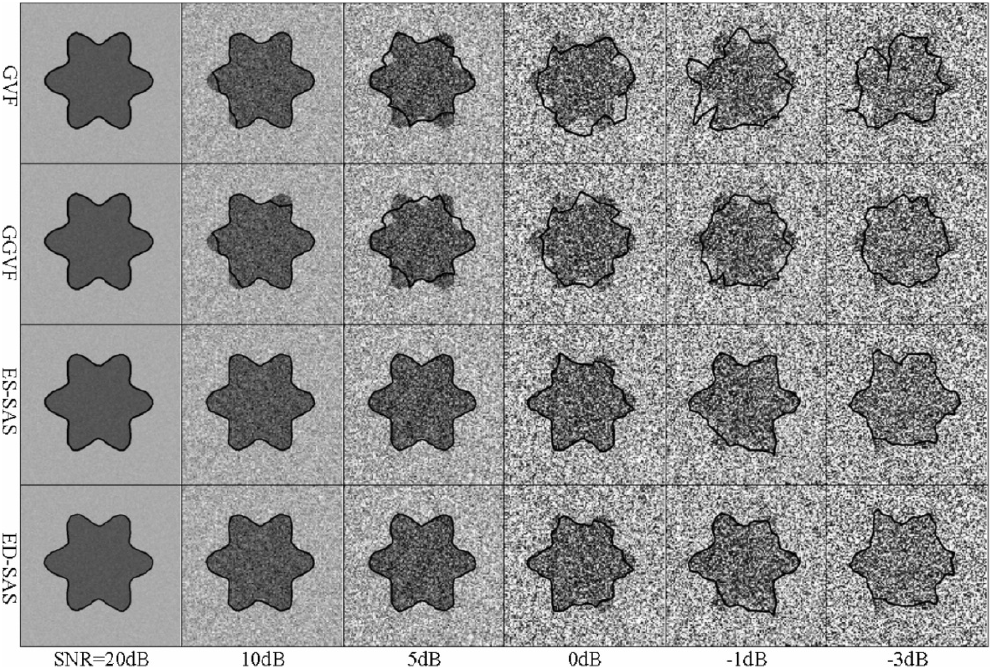 GVF
GGVF
ES-SAS
ED-SAS
SNR=20dB 10dB 5dB 0dB -1dB -3dB